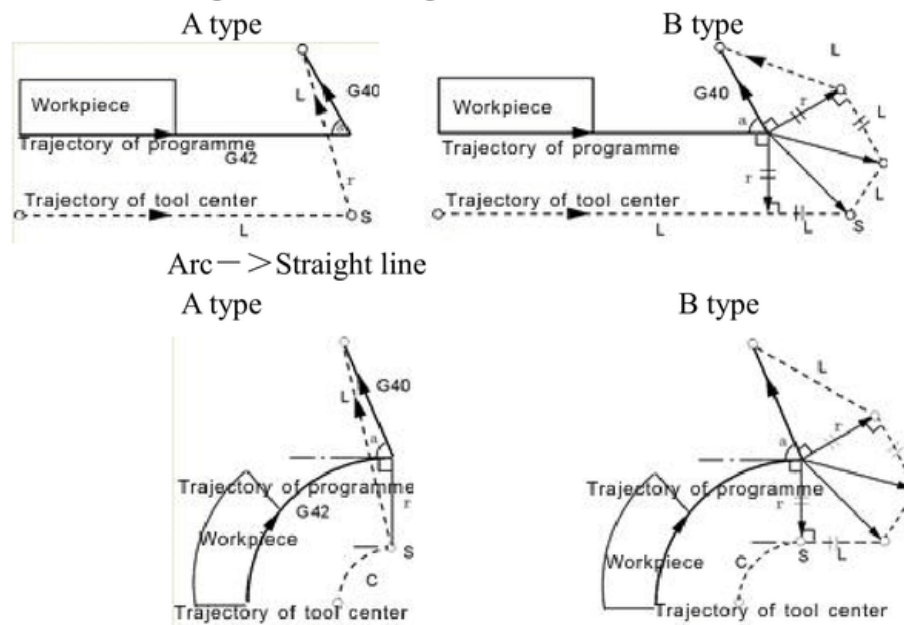 A type B type
L G40 a r L
Workpiece
Trajectory of programme
G42
Trajectory of tool center
L S
G40 a r L
Workpiece
Trajectory of programme
r L
Trajectory of tool center
L L S L
Arc－＞Straight line
A type B type
L G40 a
Trajectory of programme
G42 r
Workpiece
S
C
Trajectory of tool center
L
a r
Trajectory of programme
r
Workpiece
S L
C
Trajectory of tool center